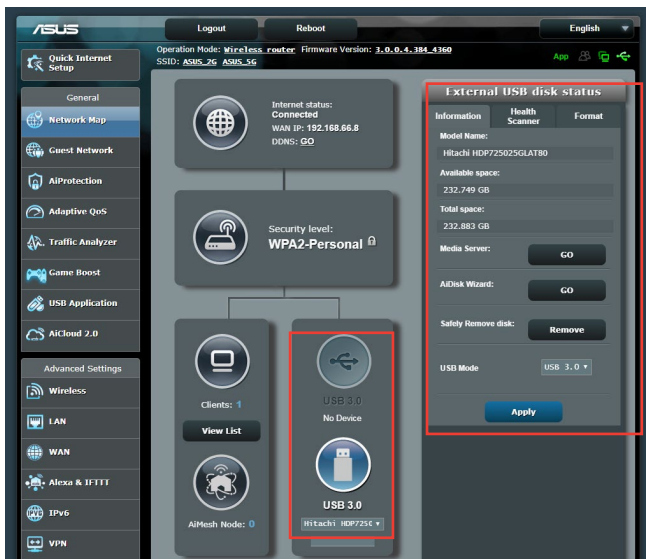 ASUS
Logout
Reboot
English
Quick Internet
Setup
Operation Mode: Wireless router Firmware Version: 3.0.0.4.384_4360
SSID: ASUS_2G ASUS_5G
App
General
Network Map
Guest Network
AiProtection
Adaptive QoS
Traffic Analyzer
Game Boost
USB Application
AiCloud 2.0
Advanced Settings
Wireless
LAN
WAN
Alexa & IFTTT
IPv6
VPN
Internet status:
Connected
WAN IP: 192.168.66.8
DDNS: GO
Security level:
WPA2-Personal
Clients: 1
View List
AiMesh Node: 0
USB 3.0
No Device
USB 3.0
Hitachi HDP725C
External USB disk status
Information
Health
Scanner
Format
Model Name:
Hitachi HDP725025GLAT80
Available space:
232.749 GB
Total space:
232.883 GB
Media Server:
GO
AiDisk Wizard:
GO
Safely Remove disk:
Remove
USB Mode
USB 3.0
Apply